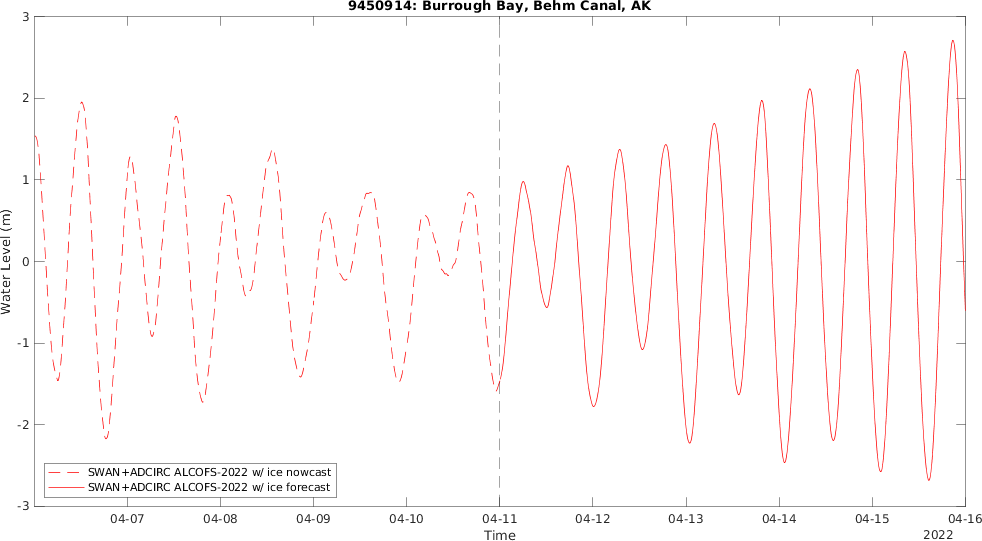 9450914: Burrough Bay, Behm Canal, AK
Water Level (m)
3
2
1
0
-1
-2
-3
SWAN+ADCIRC ALCOFS-2022 w/ ice nowcast
SWAN+ADCIRC ALCOFS-2022 w/ ice forecast
04-07 04-08 04-09 04-10 04-11 04-12 04-13 04-14 04-15 04-16
Time
2022